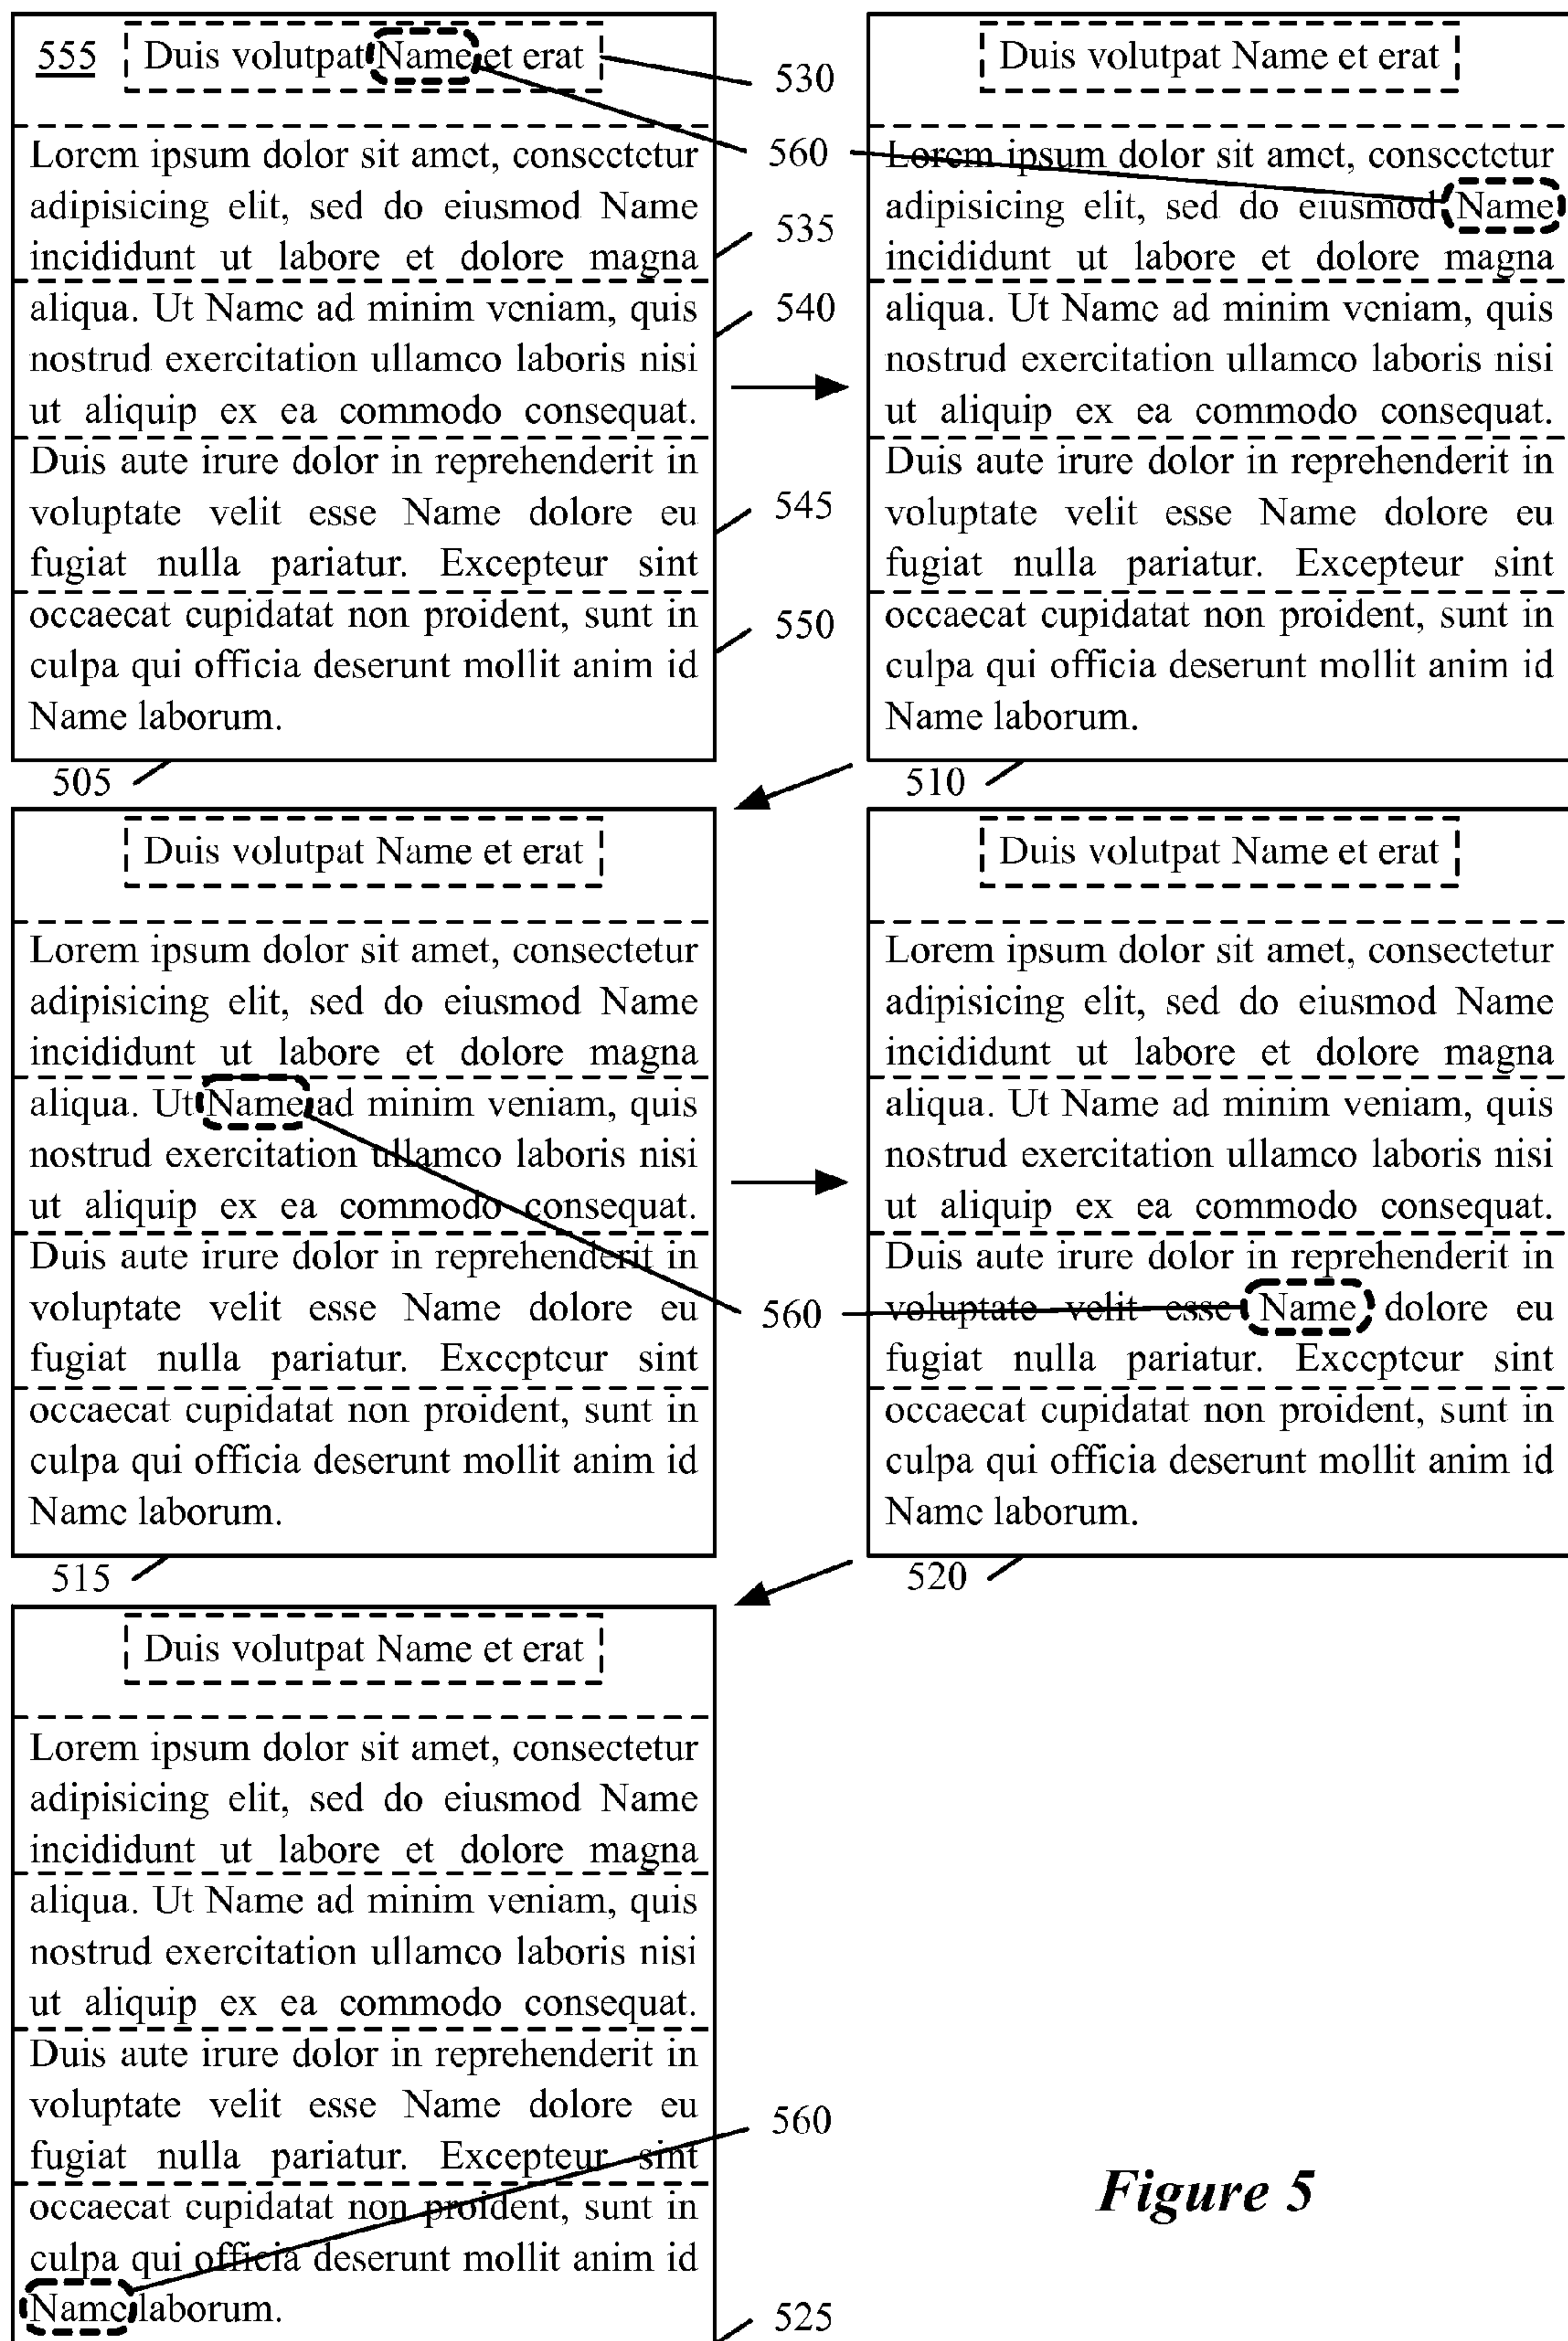 555 Duis volutpat Name et erat
530
560
Lorem ipsum dolor sit amet, consectetur
adipisicing elit, sed do eiusmod Name
incididunt ut labore et dolore magna
aliqua. Ut Name ad minim veniam, quis
nostrud exercitation ullamco laboris nisi
ut aliquip ex ea commodo consequat.
Duis aute irure dolor in reprehenderit in
voluptate velit esse Name dolore eu
fugiat nulla pariatur. Excepteur sint
occaecat cupidatat non proident, sunt in
culpa qui officia deserunt mollit anim id
Name laborum.
535
540
545
550
505
Duis volutpat Name et erat
Lorem ipsum dolor sit amet, consectetur
adipisicing elit, sed do eiusmod Name
incididunt ut labore et dolore magna
aliqua. Ut Name ad minim veniam, quis
nostrud exercitation ullamco laboris nisi
ut aliquip ex ea commodo consequat.
Duis aute irure dolor in reprehenderit in
voluptate velit esse Name dolore eu
fugiat nulla pariatur. Excepteur sint
occaecat cupidatat non proident, sunt in
culpa qui officia deserunt mollit anim id
Name laborum.
510
Duis volutpat Name et erat
Lorem ipsum dolor sit amet, consectetur
adipisicing elit, sed do eiusmod Name
incididunt ut labore et dolore magna
aliqua. Ut Name ad minim veniam, quis
nostrud exercitation ullamco laboris nisi
ut aliquip ex ea commodo consequat.
Duis aute irure dolor in reprehenderit in
voluptate velit esse Name dolore eu
fugiat nulla pariatur. Excepteur sint
occaecat cupidatat non proident, sunt in
culpa qui officia deserunt mollit anim id
Name laborum.
560
515
Duis volutpat Name et erat
Lorem ipsum dolor sit amet, consectetur
adipisicing elit, sed do eiusmod Name
incididunt ut labore et dolore magna
aliqua. Ut Name ad minim veniam, quis
nostrud exercitation ullamco laboris nisi
ut aliquip ex ea commodo consequat.
Duis aute irure dolor in reprehenderit in
voluptate velit esse Name dolore eu
fugiat nulla pariatur. Excepteur sint
occaecat cupidatat non proident, sunt in
culpa qui officia deserunt mollit anim id
Name laborum.
520
Duis volutpat Name et erat
Lorem ipsum dolor sit amet, consectetur
adipisicing elit, sed do eiusmod Name
incididunt ut labore et dolore magna
aliqua. Ut Name ad minim veniam, quis
nostrud exercitation ullamco laboris nisi
ut aliquip ex ea commodo consequat.
Duis aute irure dolor in reprehenderit in
voluptate velit esse Name dolore eu
fugiat nulla pariatur. Excepteur sint
occaecat cupidatat non proident, sunt in
culpa qui officia deserunt mollit anim id
Name laborum.
560
525
Figure 5